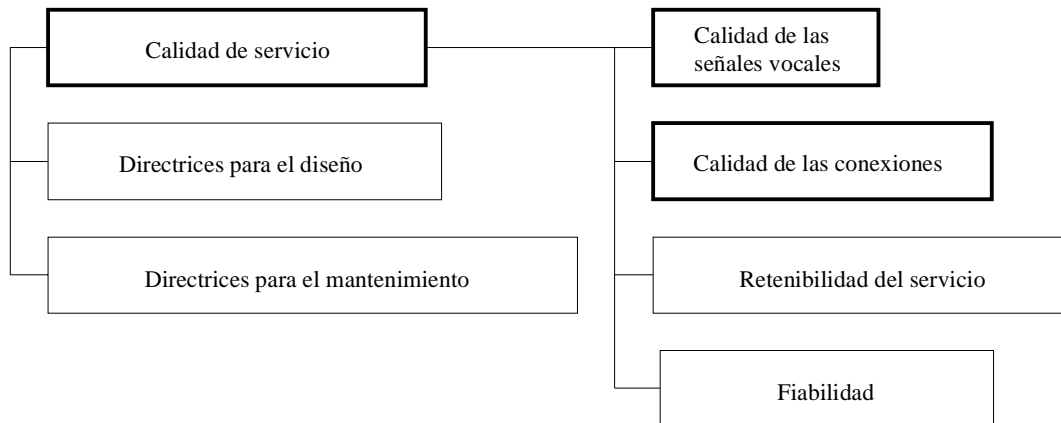 Calidad de servicio
Directrices para el diseño
Directrices para el mantenimiento
Calidad de las
señales vocales
Calidad de las conexiones
Retenibilidad del servicio
Fiabilidad